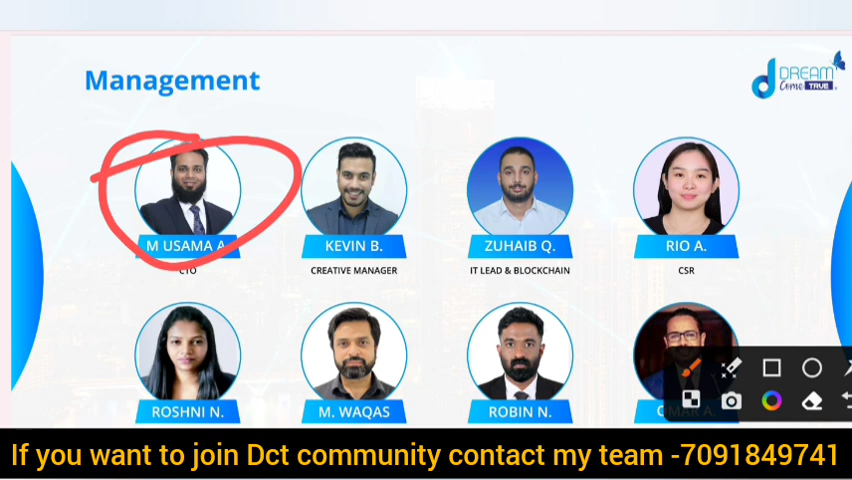 Management
DREAM
Come TRUE
M USAMA A.
KEVIN B.
ZUHAIB Q.
RIO A.
CTO
CREATIVE MANAGER
IT LEAD & BLOCKCHAIN
CSR
ROSHNI N.
M. WAQAS
ROBIN N.
OMAR A.
If you want to join Dct community contact my team -7091849741